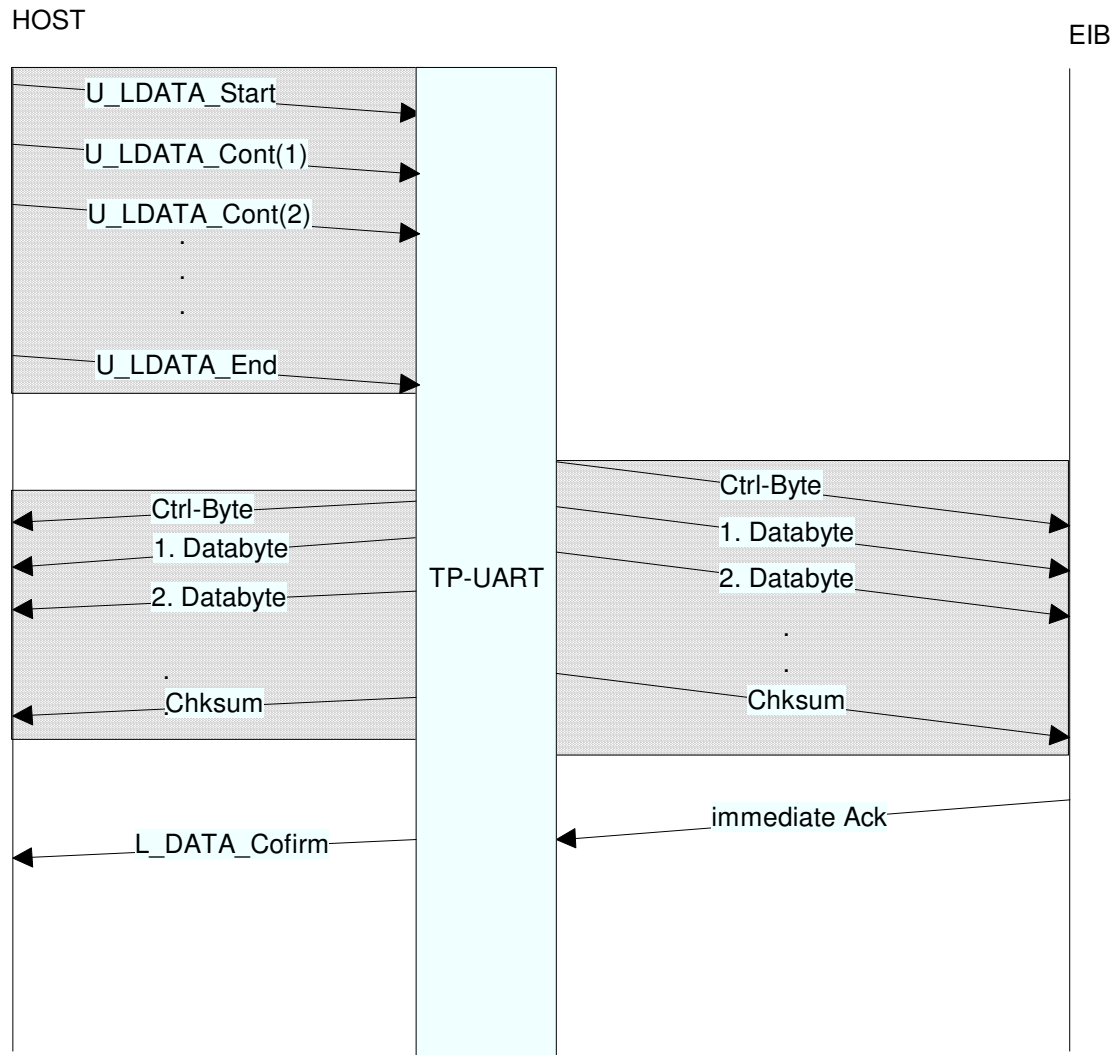 HOST
EIB
U_LDATA_Start
U_LDATA_Cont(1)
U_LDATA_Cont(2)
.
.
.
U_LDATA_End
Ctrl-Byte
1. Databyte
2. Databyte
.
Chksum
.
TP-UART
Ctrl-Byte
1. Databyte
2. Databyte
.
.
Chksum
immediate Ack
L_DATA_Cofirm